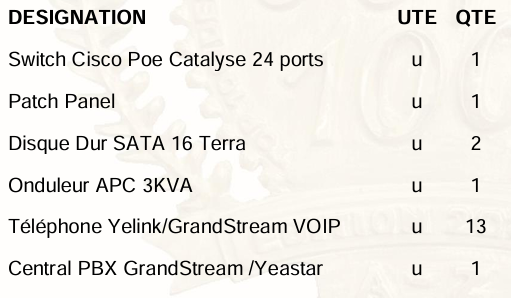 DESIGNATION UTE QTE
Switch Cisco Poe Catalyse 24 ports u 1
Patch Panel u 1
Disque Dur SATA 16 Terra u 2
Onduleur APC 3KVA u 1
Téléphone Yelink/GrandStream VOIP u 13
Central PBX GrandStream /Yeastar u 1